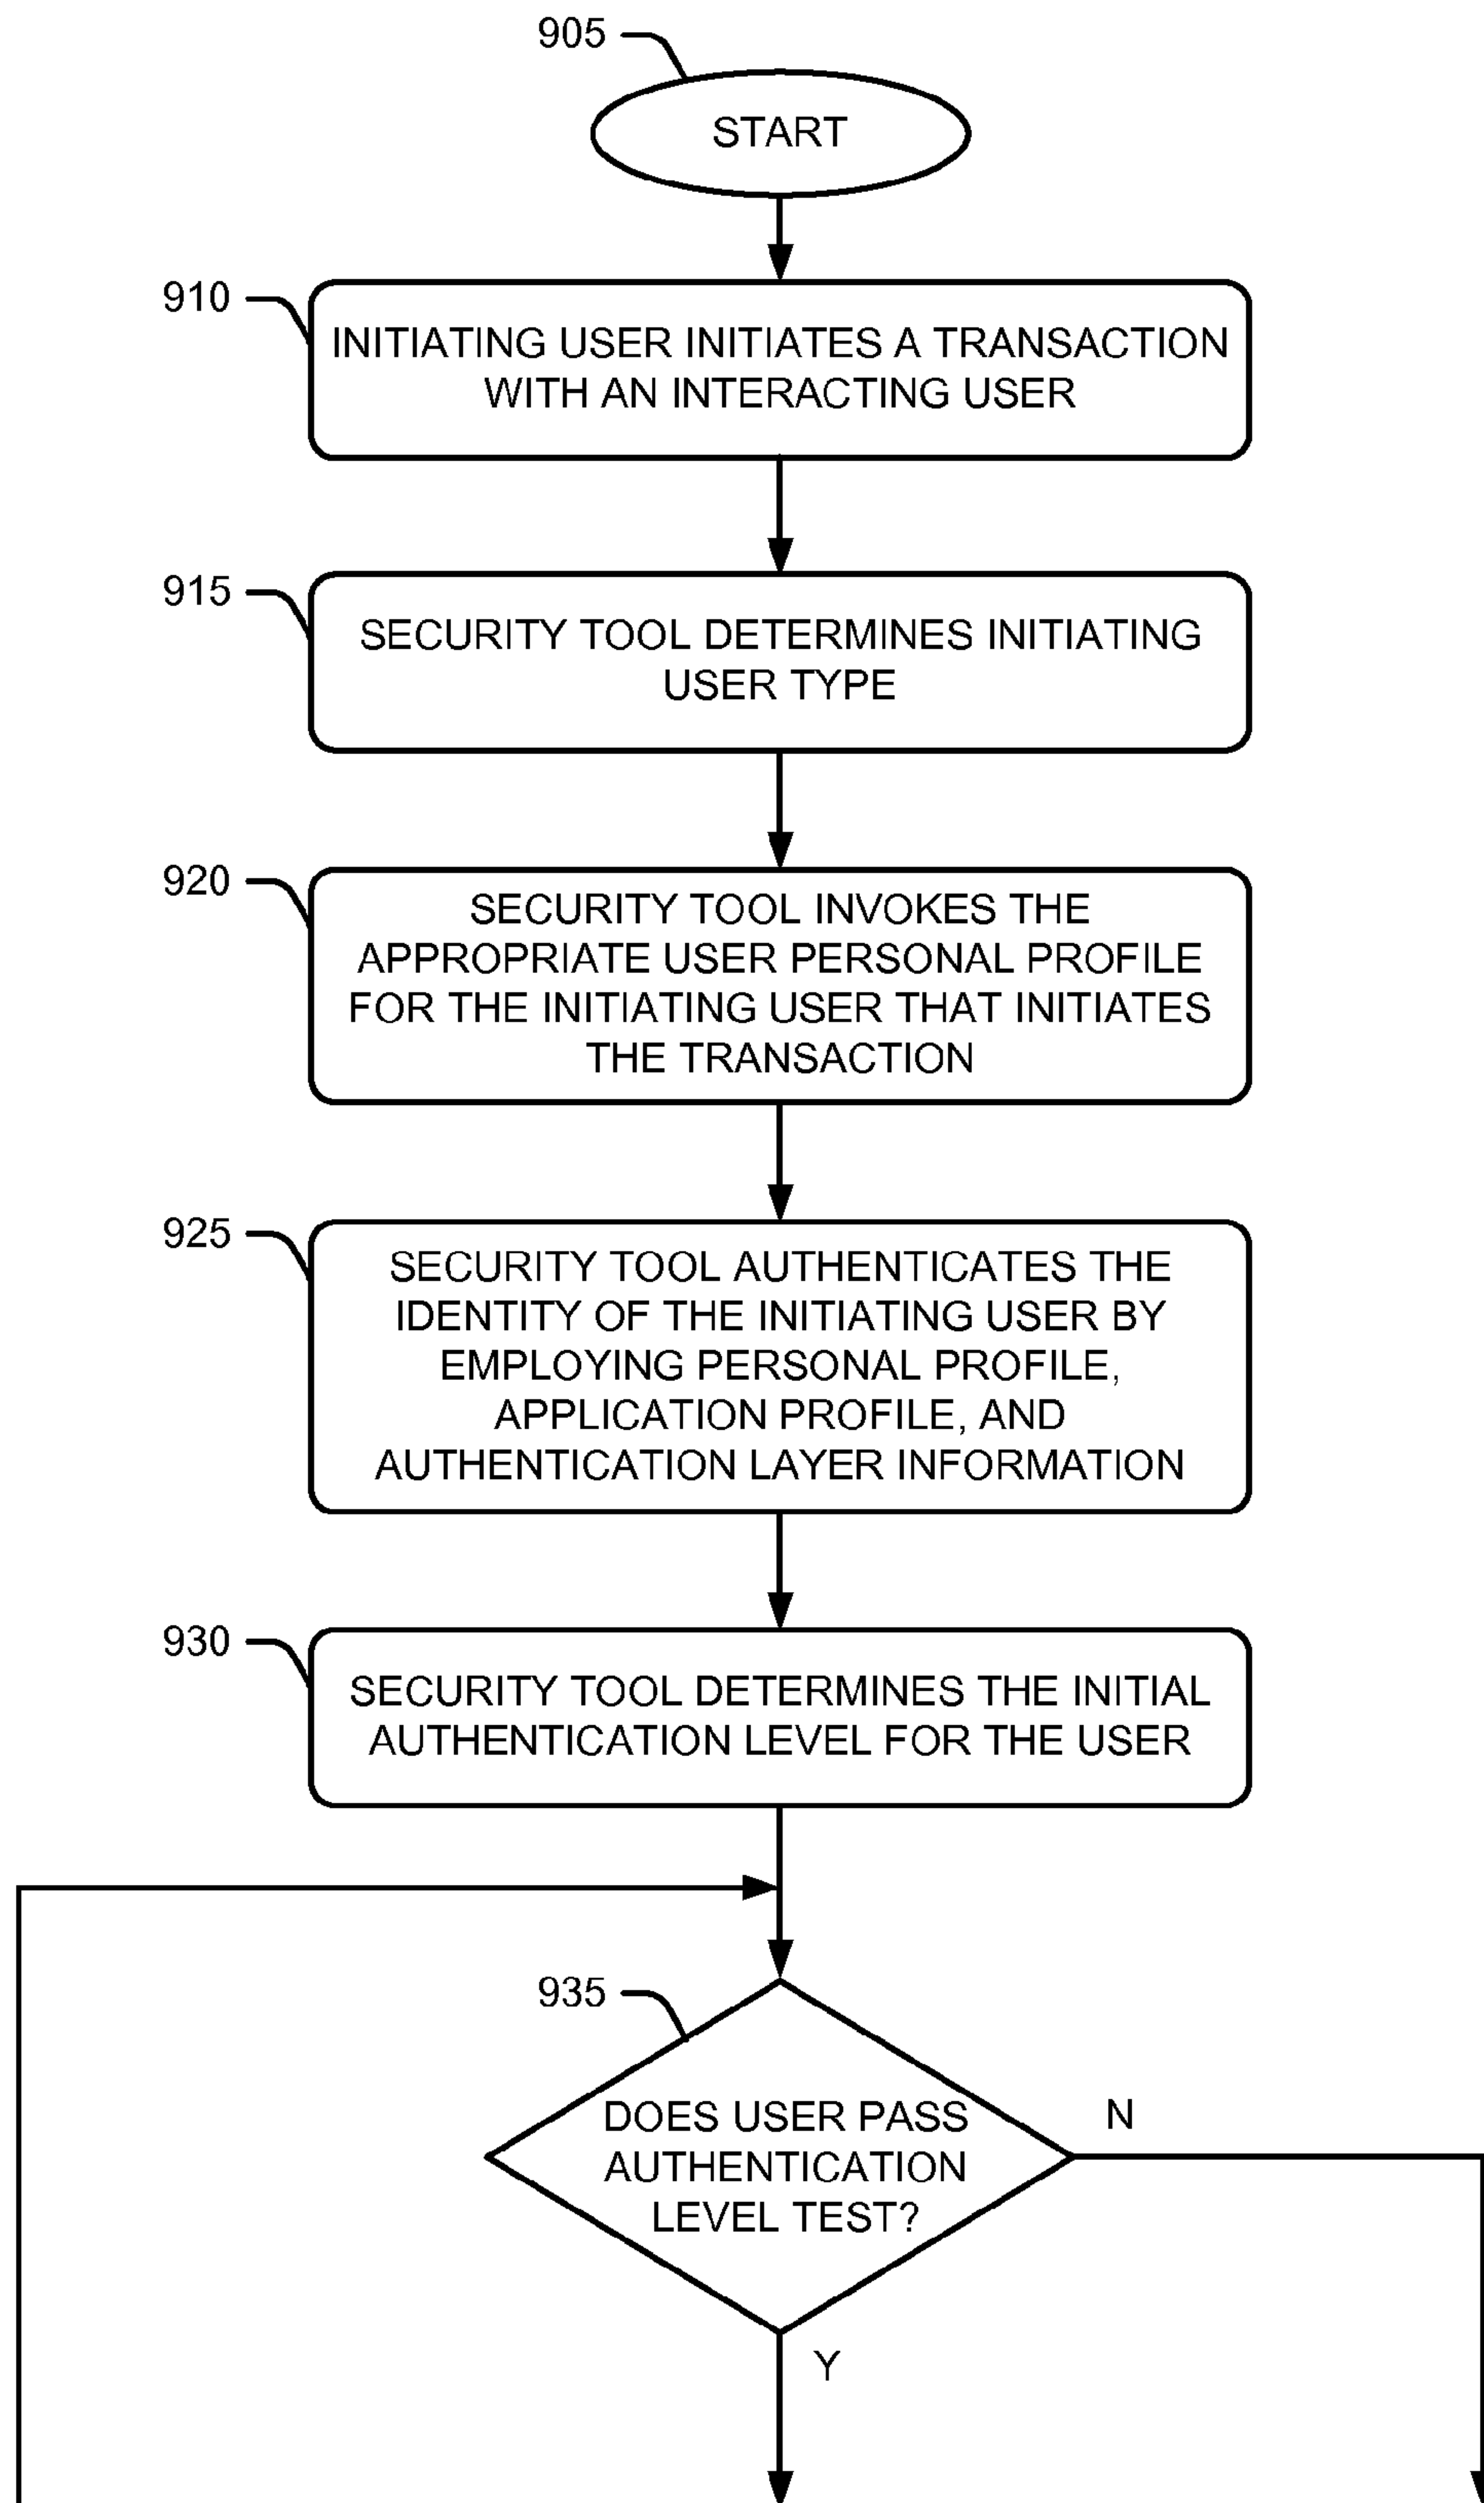 905
START
910
INITIATING USER INITIATES A TRANSACTION
WITH AN INTERACTING USER
915
SECURITY TOOL DETERMINES INITIATING
USER TYPE
920
SECURITY TOOL INVOKES THE
APPROPRIATE USER PERSONAL PROFILE
FOR THE INITIATING USER THAT INITIATES
THE TRANSACTION
925
SECURITY TOOL AUTHENTICATES THE
IDENTITY OF THE INITIATING USER BY
EMPLOYING PERSONAL PROFILE,
APPLICATION PROFILE, AND
AUTHENTICATION LAYER INFORMATION
930
SECURITY TOOL DETERMINES THE INITIAL
AUTHENTICATION LEVEL FOR THE USER
935
DOES USER PASS
AUTHENTICATION
LEVEL TEST?
N
Y